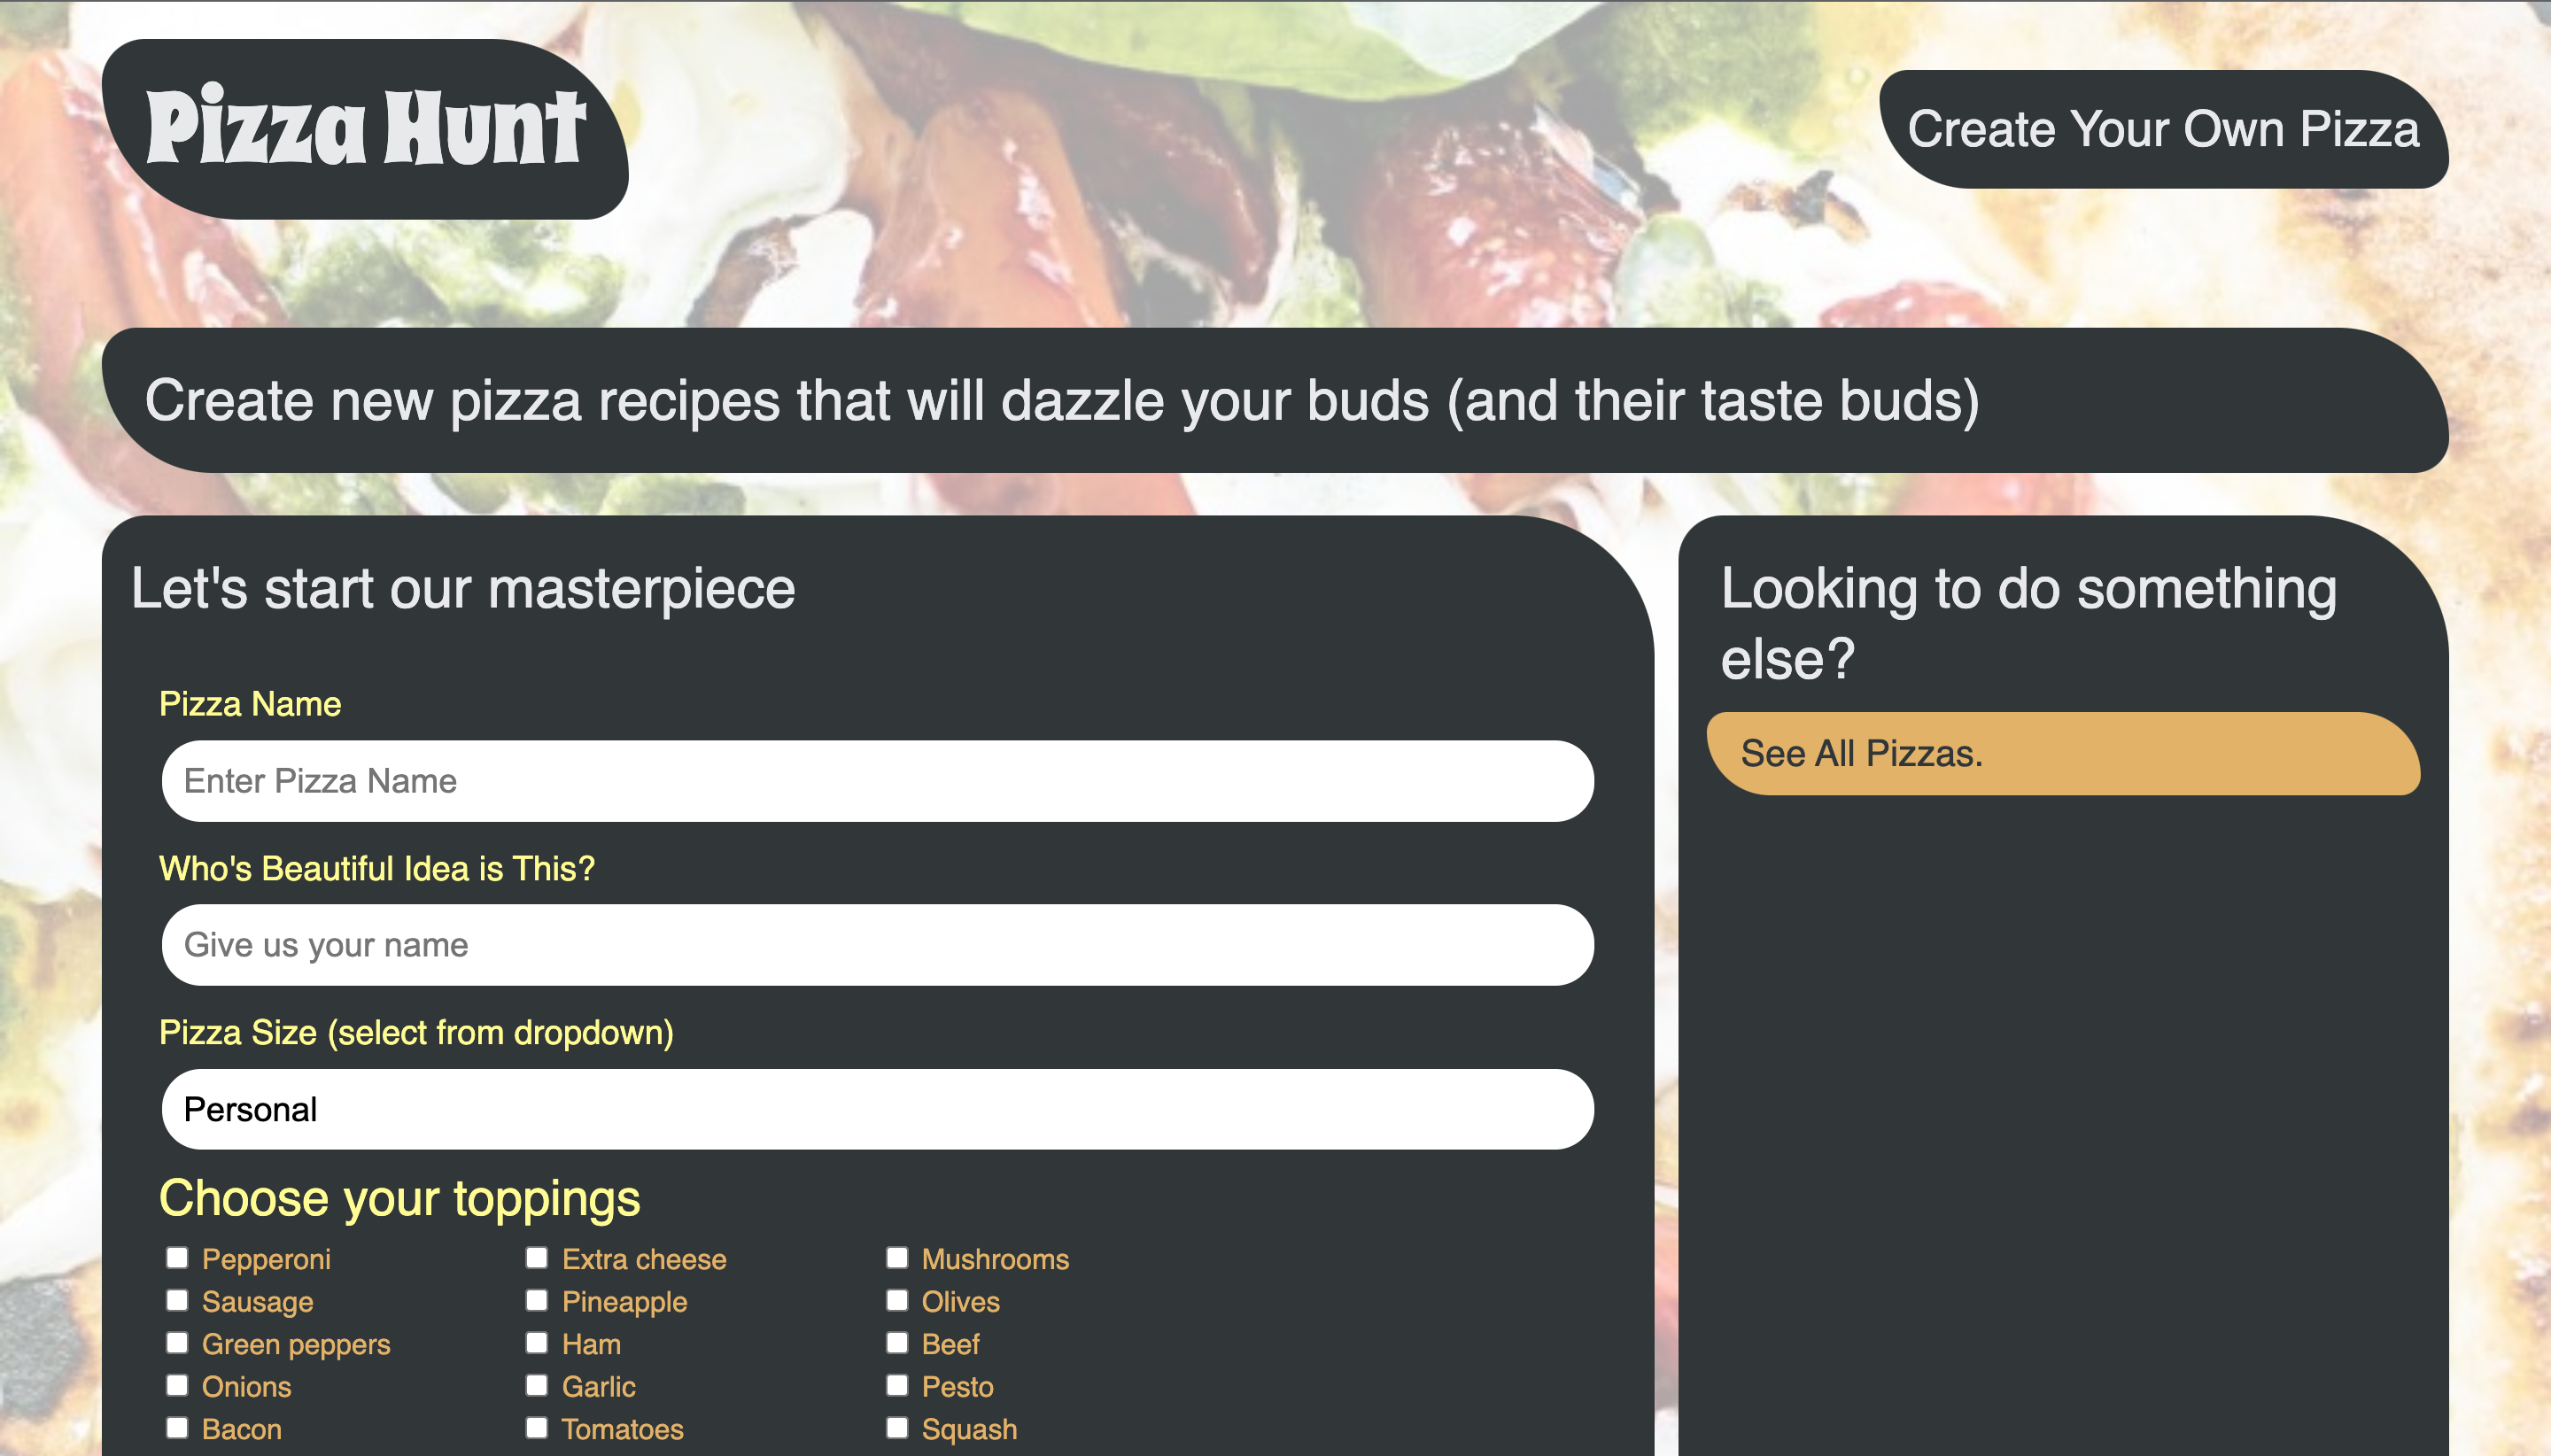 Pizza Hunt
Create Your Own Pizza
Create new pizza recipes that will dazzle your buds (and their taste buds)
Let's start our masterpiece
Pizza Name
Enter Pizza Name
Who's Beautiful Idea is This?
Give us your name
Pizza Size (select from dropdown)
Personal
Choose your toppings
Pepperoni Extra cheese Mushrooms
Sausage Pineapple Olives
Green peppers Ham Beef
Onions Garlic Pesto
Bacon Tomatoes Squash
Looking to do something
else?
See All Pizzas.